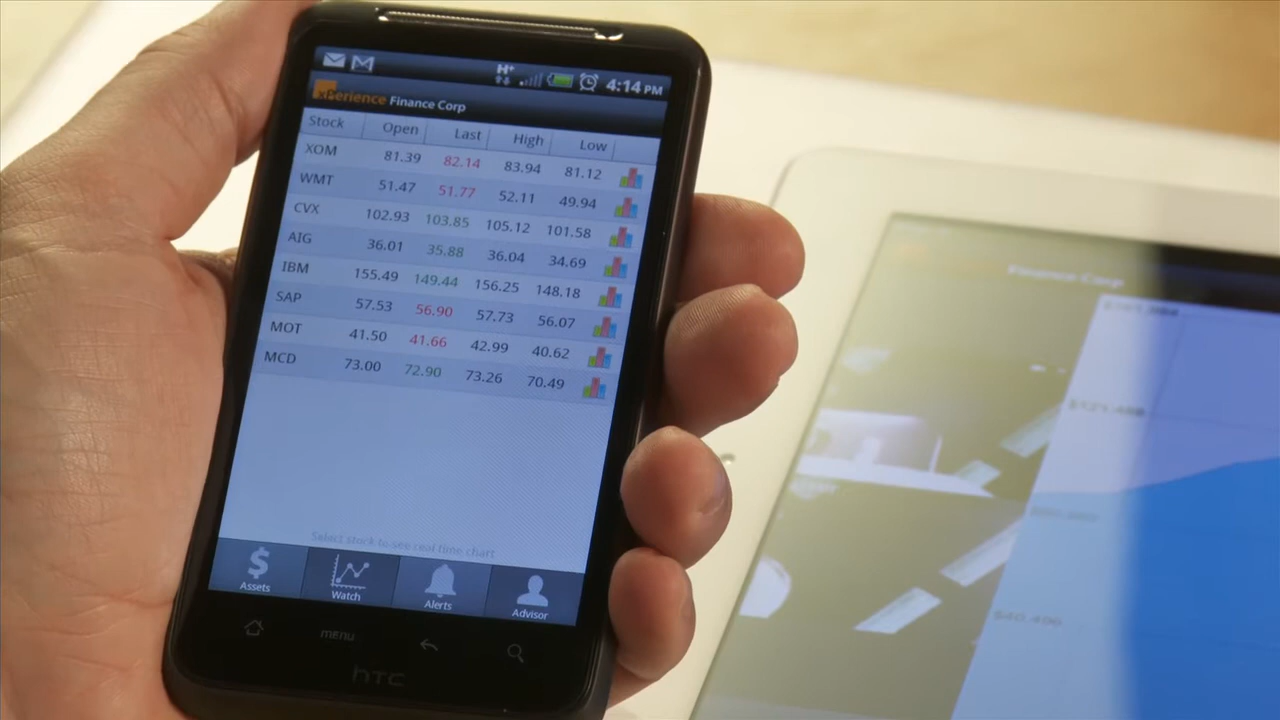 H+ 4:14 PM
xPerience Finance Corp
Stock Open Last High Low
XOM 81.39 82.14 83.94 81.12
WMT 51.47 51.77 52.11 49.94
CVX 102.93 103.85 105.12 101.58
AIG 36.01 35.88 36.04 34.69
IBM 155.49 149.44 156.25 148.18
SAP 57.53 56.90 57.73 56.07
MOT 41.50 41.66 42.99 40.62
MCD 73.00 72.90 73.26 70.49
Select stock to see real time chart
Assets Watch Alerts Advisor
menu
hTC
Finance Corp